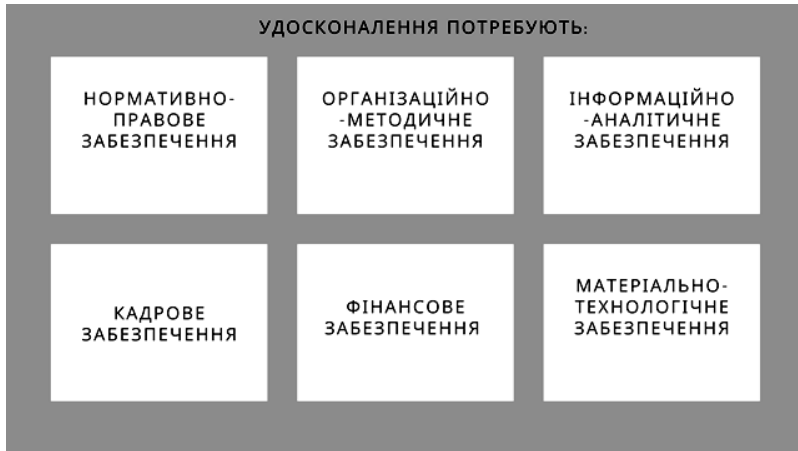 УДОСКОНАЛЕННЯ ПОТРЕБУЮТЬ:
НОРМАТИВНО-
ПРАВОВЕ
ЗАБЕЗПЕЧЕННЯ
ОРГАНІЗАЦІЙНО
-МЕТОДИЧНЕ
ЗАБЕЗПЕЧЕННЯ
ІНФОРМАЦІЙНО
-АНАЛІТИЧНЕ
ЗАБЕЗПЕЧЕННЯ
КАДРОВЕ
ЗАБЕЗПЕЧЕННЯ
ФІНАНСОВЕ
ЗАБЕЗПЕЧЕННЯ
МАТЕРІАЛЬНО-
ТЕХНОЛОГІЧНЕ
ЗАБЕЗПЕЧЕННЯ